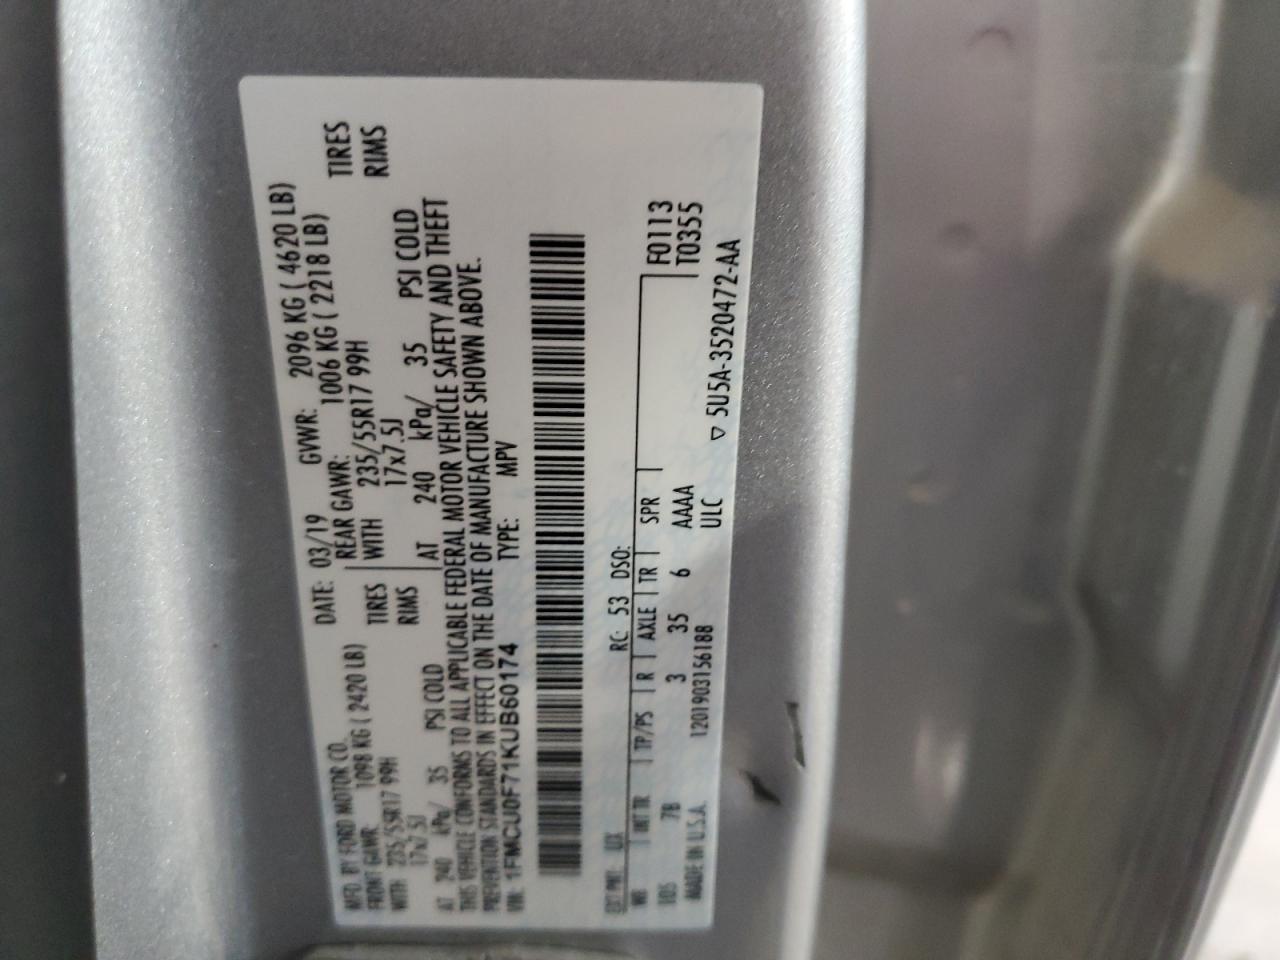 MFD. BY FORD MOTOR CO. DATE: 03/19 GVWR: 2096 KG ( 4620 LB)
FRONT GAWR: 1098 KG ( 2420 LB) REAR GAWR: 1006 KG ( 2218 LB)
WITH 235/55R17 99H TIRES WITH 235/55R17 99H TIRES
17x7.5J RIMS 17x7.5J RIMS
AT 240 kPa/ 35 PSI COLD AT 240 kPa/ 35 PSI COLD
THIS VEHICLE CONFORMS TO ALL APPLICABLE FEDERAL MOTOR VEHICLE SAFETY AND THEFT
PREVENTION STANDARDS IN EFFECT ON THE DATE OF MANUFACTURE SHOWN ABOVE.
VIN: 1FMCU0F71KUB60174 TYPE: MPV
EXT PNT: UX RC: 53 DSO: F0113
WB INT TR TP/PS R AXLE TR SPR T0355
105 7B 3 35 6 AAAA
ULC
MADE IN U.S.A. 1201903156188 ▽ 5U5A-3520472-AA